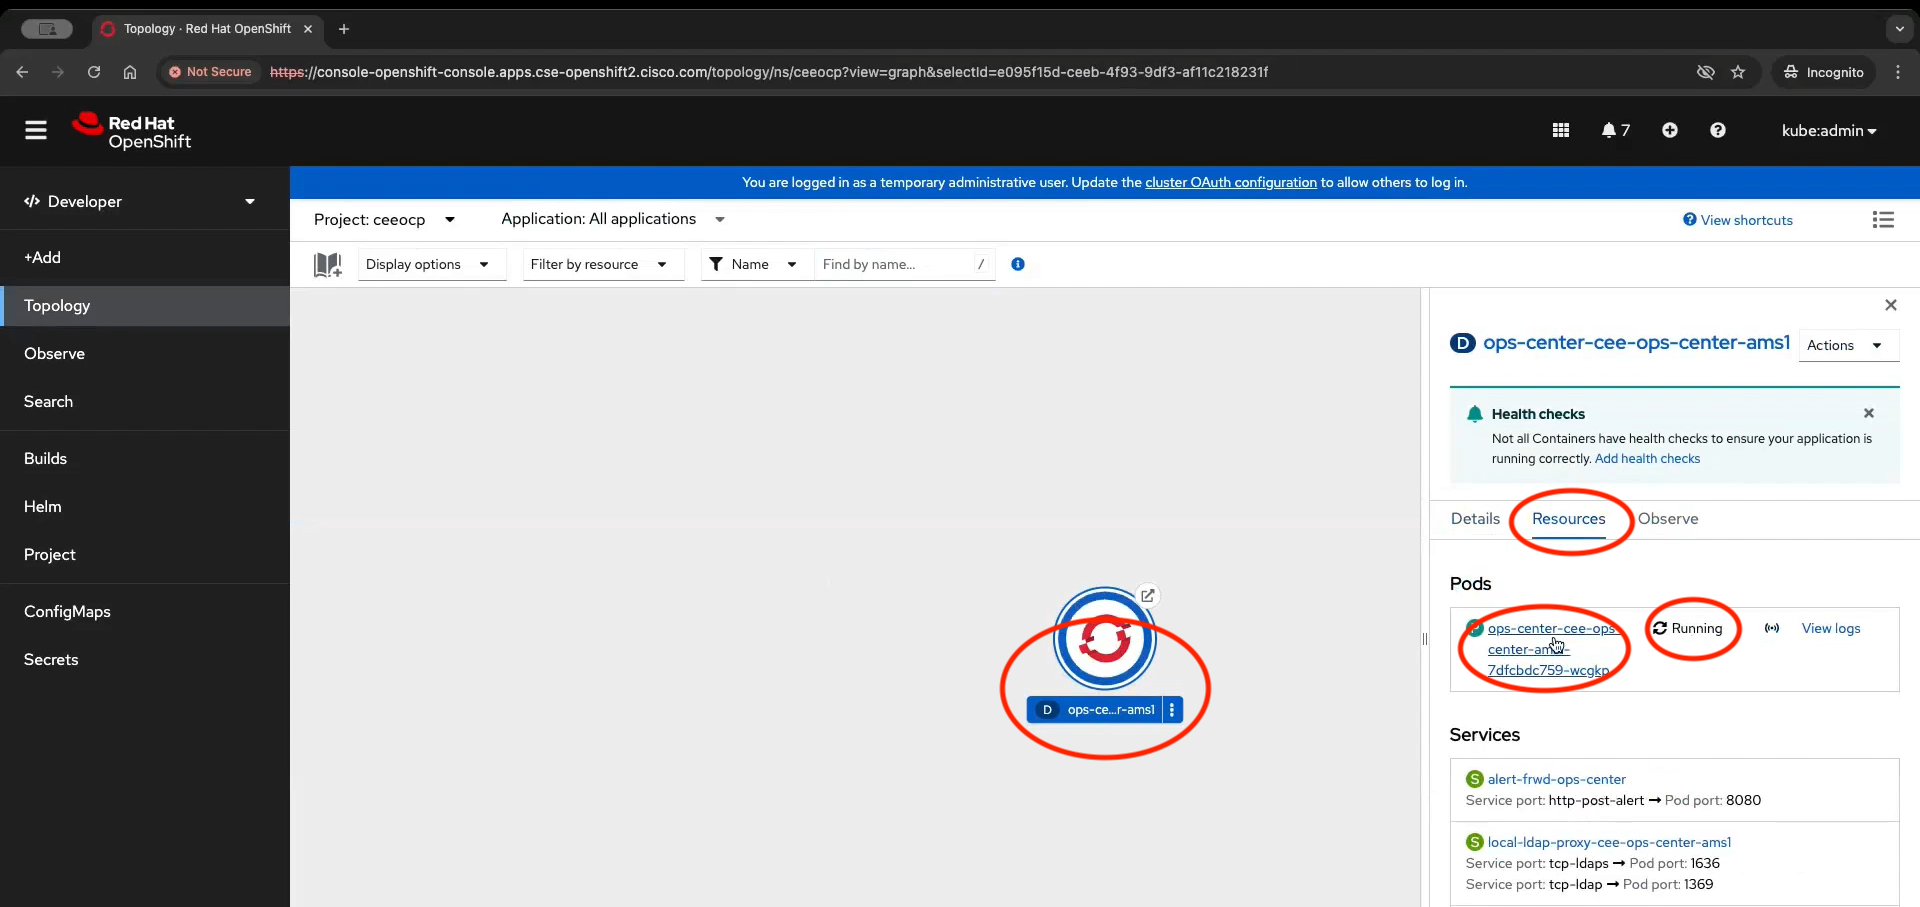 Topology · Red Hat OpenShift
Not Secure https://console-openshift-console.apps.cse-openshift2.cisco.com/topology/ns/ceeocp?view=graph&selectId=e095f15d-ceeb-4f93-9df3-af11c218231f
Incognito
Red Hat
OpenShift
7
kube:admin
You are logged in as a temporary administrative user. Update the cluster OAuth configuration to allow others to log in.
Developer
+Add
Topology
Observe
Search
Builds
Helm
Project
ConfigMaps
Secrets
Project: ceeocp
Application: All applications
View shortcuts
Display options
Filter by resource
Name
Find by name...
/
D ops-ce...r-ams1
D ops-center-cee-ops-center-ams1
Actions
Health checks
Not all Containers have health checks to ensure your application is
running correctly. Add health checks
Details
Resources
Observe
Pods
ops-center-cee-ops-
7dfcbdc759-wcgkp
Running
View logs
Services
S alert-frwd-ops-center
Service port: http-post-alert → Pod port: 8080
S local-ldap-proxy-cee-ops-center-ams1
Service port: tcp-ldaps → Pod port: 1636
Service port: tcp-ldap → Pod port: 1369